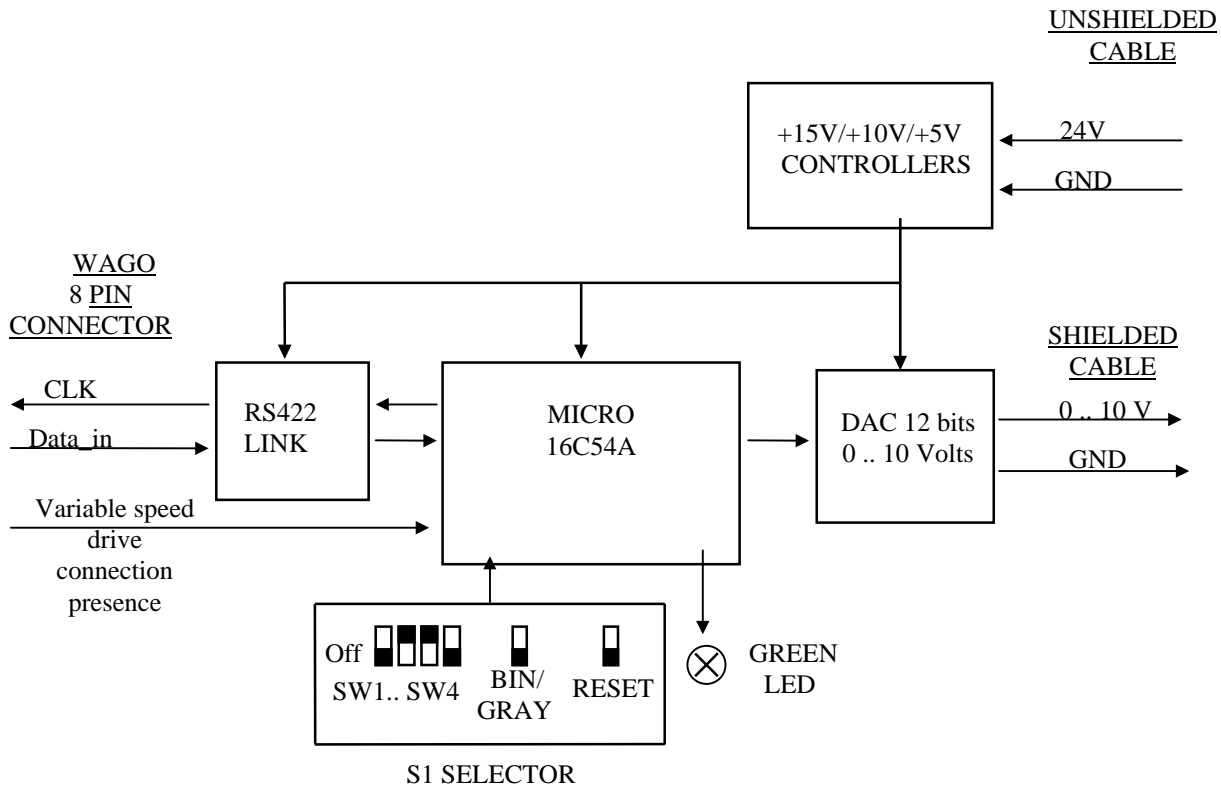 UNSHIELDED
CABLE
+15V/+10V/+5V
CONTROLLERS
24V
GND
WAGO
8 PIN
CONNECTOR
CLK
Data_in
RS422
LINK
MICRO
16C54A
DAC 12 bits
0 .. 10 Volts
SHIELDED
CABLE
0 .. 10 V
GND
Variable speed
drive
connection
presence
Off
SW1.. SW4
BIN/
GRAY
RESET
GREEN
LED
S1 SELECTOR